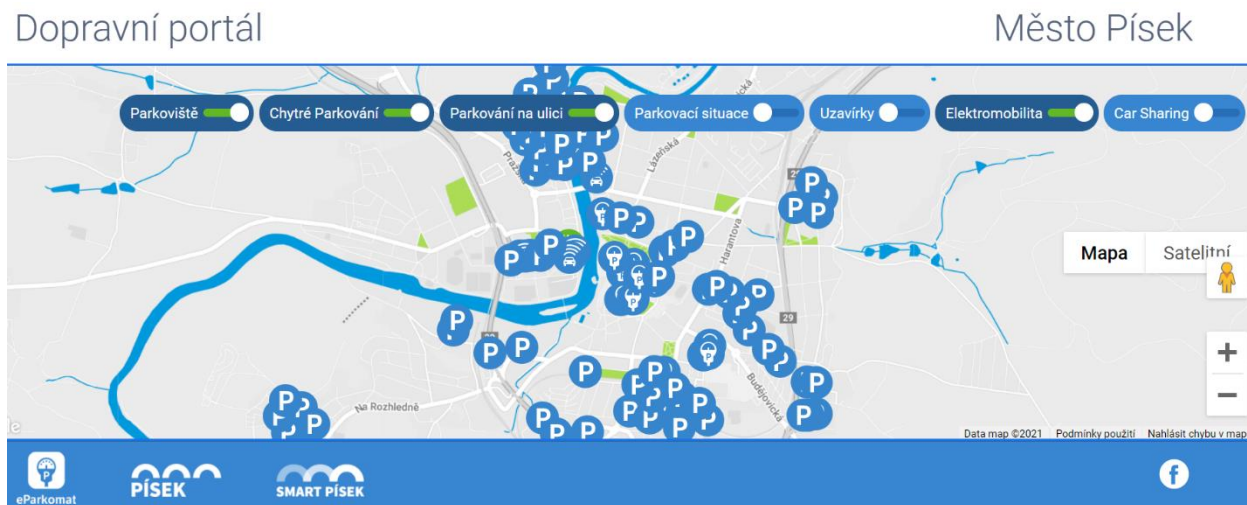 Dopravní portál
Město Písek
Parkoviště
Chytré Parkování
Parkování na ulici
Parkovací situace
Uzavírky
Elektromobilita
Car Sharing
Lázeňská
Harantova
Mapa
Satelitní
29
Budějovická
Na Rozhledně
Data map ©2021
Podmínky použití
Nahlásit chybu v map
eParkomat
PÍSEK
SMART PÍSEK